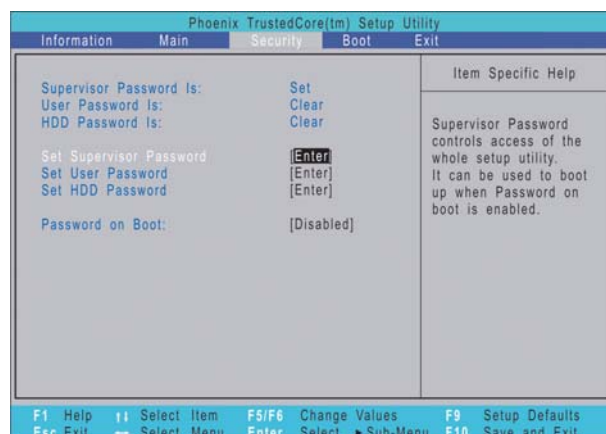 Phoenix TrustedCore(tm) Setup Utility
Information Main Security Boot Exit
Item Specific Help
Supervisor Password Is: Set
User Password Is: Clear
HDD Password Is: Clear
Set Supervisor Password [Enter]
Set User Password [Enter]
Set HDD Password [Enter]
Password on Boot: [Disabled]
Supervisor Password
controls access of the
whole setup utility.
It can be used to boot
up when Password on
boot is enabled.
F1 Help ↑↓ Select Item F5/F6 Change Values F9 Setup Defaults
Esc Exit Select Menu Enter Select ►Sub-Menu F10 Save and Exit